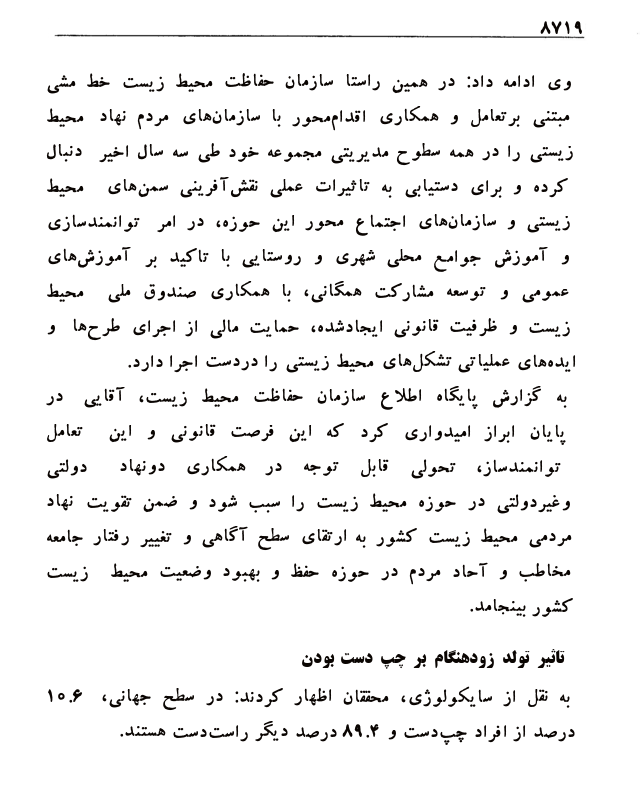 ۸۷۱۹
وی ادامه داد: در همین راستا سازمان حفاظت محیط زیست خط مشی
مبتنی برتعامل و همکاری اقدام‌محور با سازمان‌های مردم نهاد محیط
زیستی را در همه سطوح مدیریتی مجموعه خود طی سه سال اخیر دنبال
کرده و برای دستیابی به تاثیرات عملی نقش‌آفرینی سمن‌های محیط
زیستی و سازمان‌های اجتماع محور این حوزه، در امر توانمندسازی
و آموزش جوامع محلی شهری و روستایی با تاکید بر آموزش‌های
عمومی و توسعه مشارکت همگانی، با همکاری صندوق ملی محیط
زیست و ظرفیت قانونی ایجادشده، حمایت مالی از اجرای طرح‌ها و
ایده‌های عملیاتی تشکل‌های محیط زیستی را دردست اجرا دارد.
به گزارش پایگاه اطلاع سازمان حفاظت محیط زیست، آقایی در
پایان ابراز امیدواری کرد که این فرصت قانونی و این تعامل
توانمندساز، تحولی قابل توجه در همکاری دونهاد دولتی
وغیردولتی در حوزه محیط زیست را سبب شود و ضمن تقویت نهاد
مردمی محیط زیست کشور به ارتقای سطح آگاهی و تغییر رفتار جامعه
مخاطب و آحاد مردم در حوزه حفظ و بهبود وضعیت محیط زیست
کشور بینجامد.
تاثیر تولد زودهنگام بر چپ دست بودن
به نقل از سایکولوژی، محققان اظهار کردند: در سطح جهانی، ۱۰.۶
درصد از افراد چپ‌دست و ۸۹.۴ درصد دیگر راست‌دست هستند.